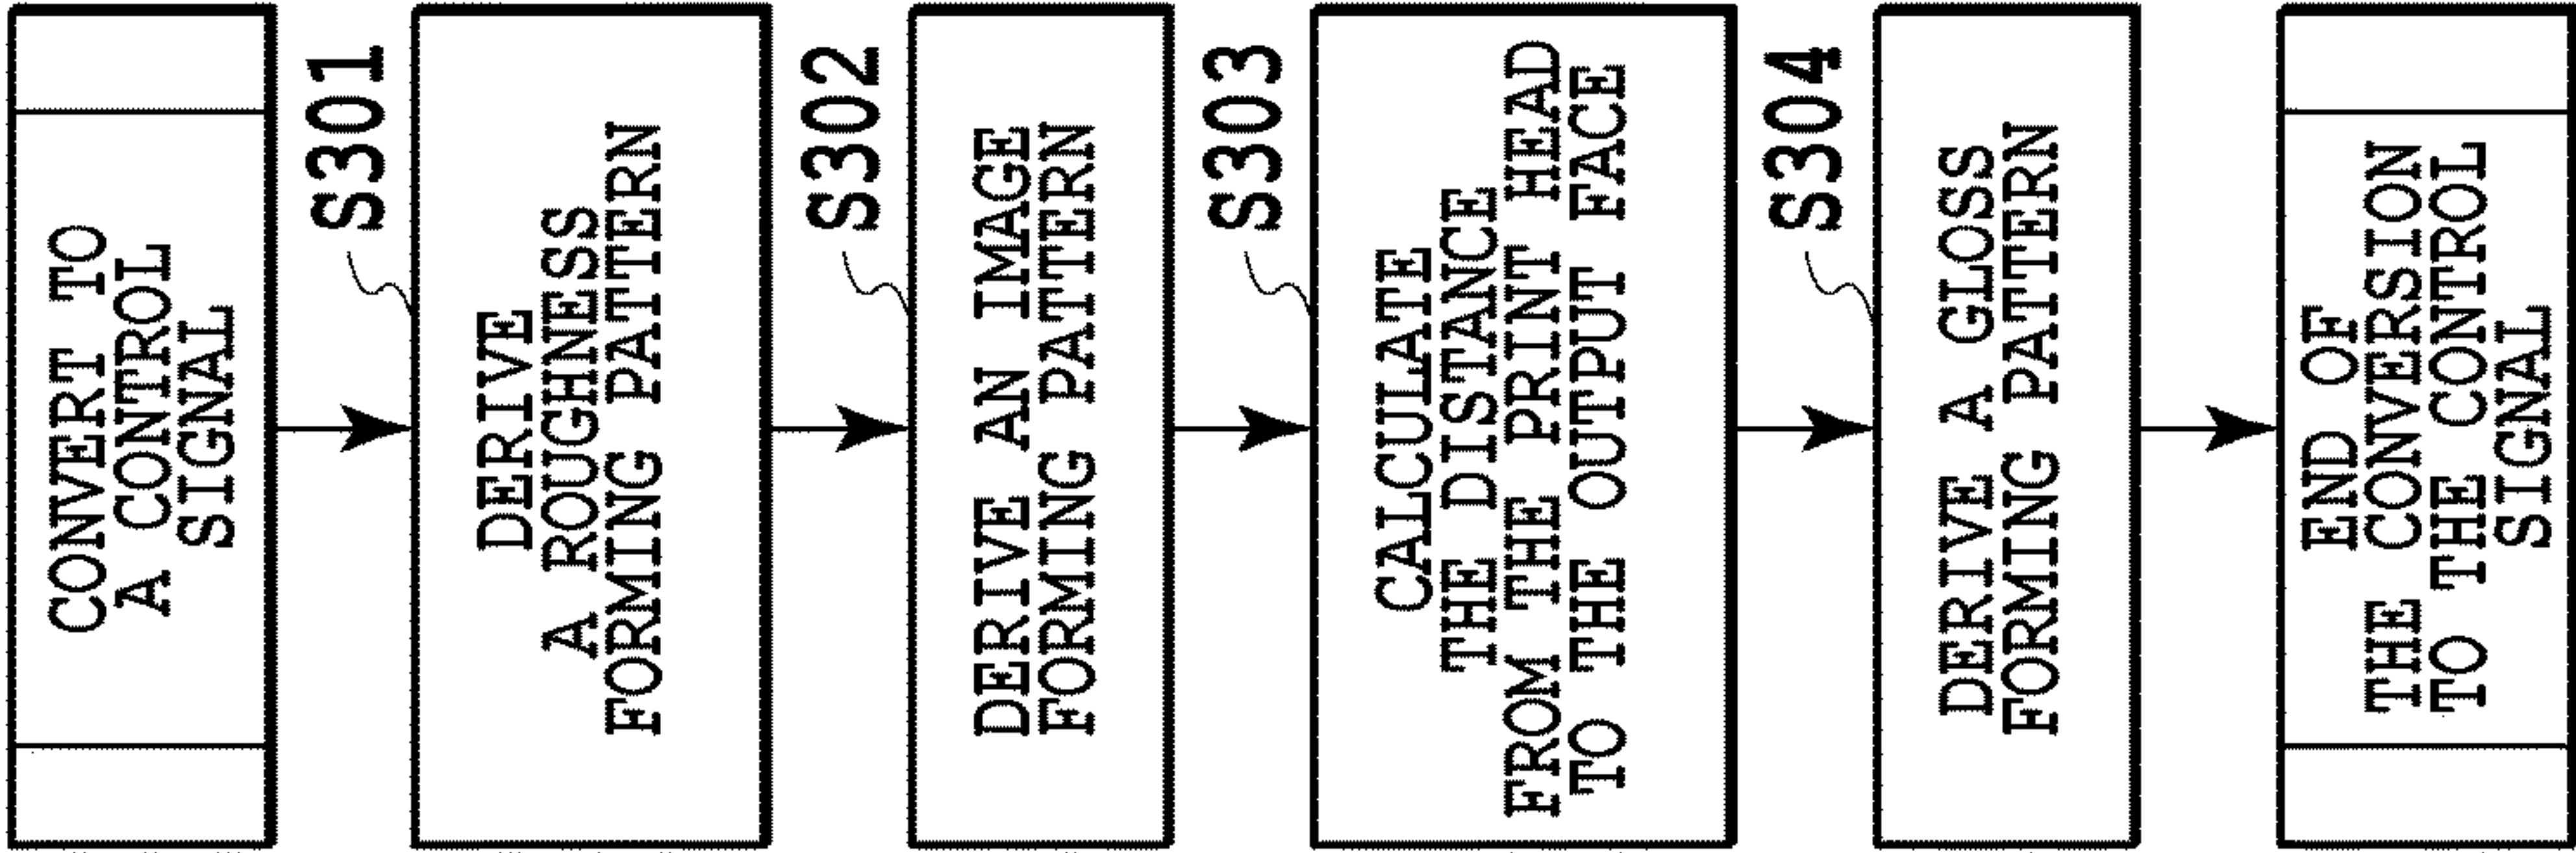 CONVERT TO
A CONTROL
SIGNAL
S301
DERIVE
A ROUGHNESS
FORMING PATTERN
S302
DERIVE AN IMAGE
FORMING PATTERN
S303
CALCULATE
THE DISTANCE
FROM THE PRINT HEAD
TO THE OUTPUT FACE
S304
DERIVE A GLOSS
FORMING PATTERN
END OF
THE CONVERSION
TO THE CONTROL
SIGNAL